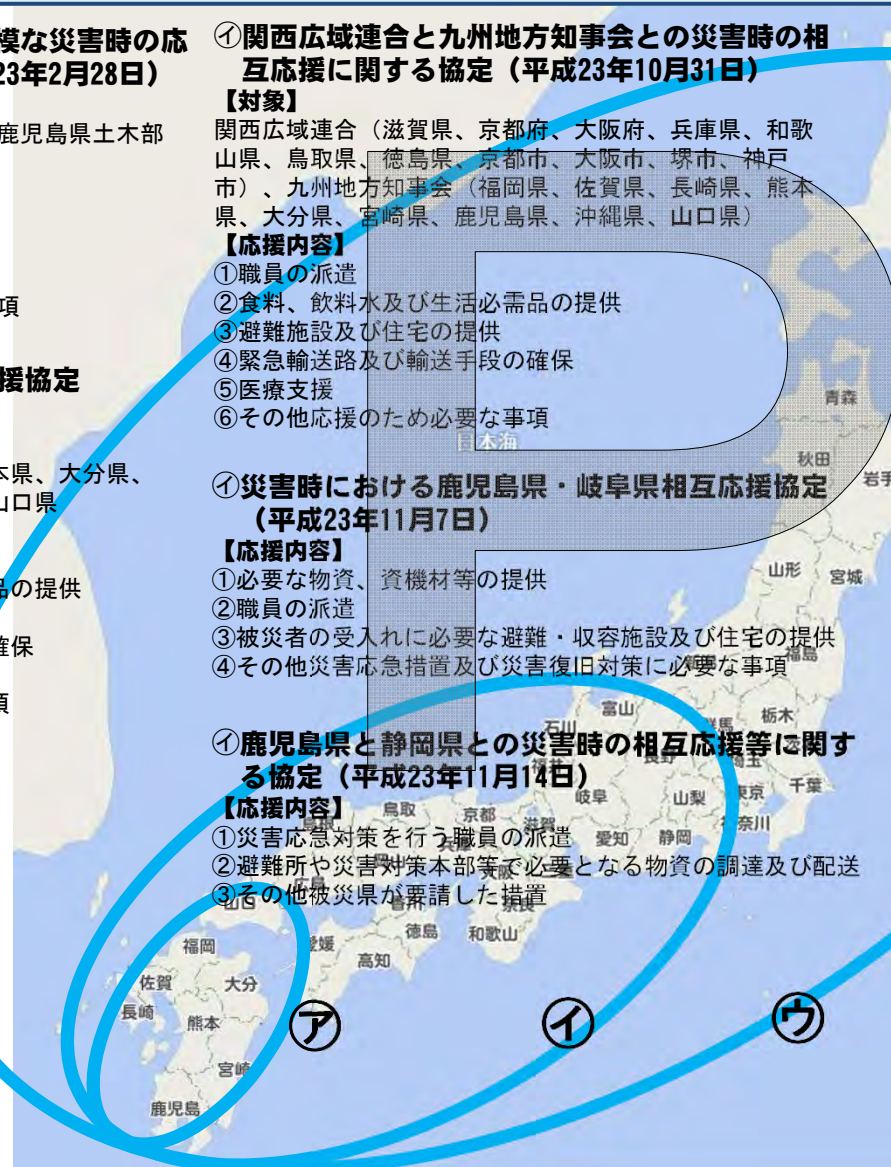 模な災害時の応
23年2月28日）
鹿児島県土木部
項
援協定
本県、大分県、
山口県
品の提供
確保
項
㋑関西広域連合と九州地方知事会との災害時の相
互応援に関する協定（平成23年10月31日）
【対象】
関西広域連合（滋賀県、京都府、大阪府、兵庫県、和歌
山県、鳥取県、徳島県、京都市、大阪市、堺市、神戸
市）、九州地方知事会（福岡県、佐賀県、長崎県、熊本
県、大分県、宮崎県、鹿児島県、沖縄県、山口県）
【応援内容】
①職員の派遣
②食料、飲料水及び生活必需品の提供
③避難施設及び住宅の提供
④緊急輸送路及び輸送手段の確保
⑤医療支援
⑥その他応援のため必要な事項
㋑災害時における鹿児島県・岐阜県相互応援協定
（平成23年11月7日）
【応援内容】
①必要な物資、資機材等の提供
②職員の派遣
③被災者の受入れに必要な避難・収容施設及び住宅の提供
④その他災害応急措置及び災害復旧対策に必要な事項
㋑鹿児島県と静岡県との災害時の相互応援等に関す
る協定（平成23年11月14日）
【応援内容】
①災害応急対策を行う職員の派遣
②避難所や災害対策本部等で必要となる物資の調達及び配送
③その他被災県が要請した措置
日本海
青森
秋田
岩手
山形
宮城
福島
富山
石川
栃木
福井
長野
埼玉
千葉
岐阜
山梨
東京
鳥取
京都
滋賀
愛知
静岡
神奈川
広島
山口
愛媛
徳島
和歌山
奈良
高知
福岡
佐賀
大分
長崎
熊本
宮崎
鹿児島
㋐
㋑
㋒
P